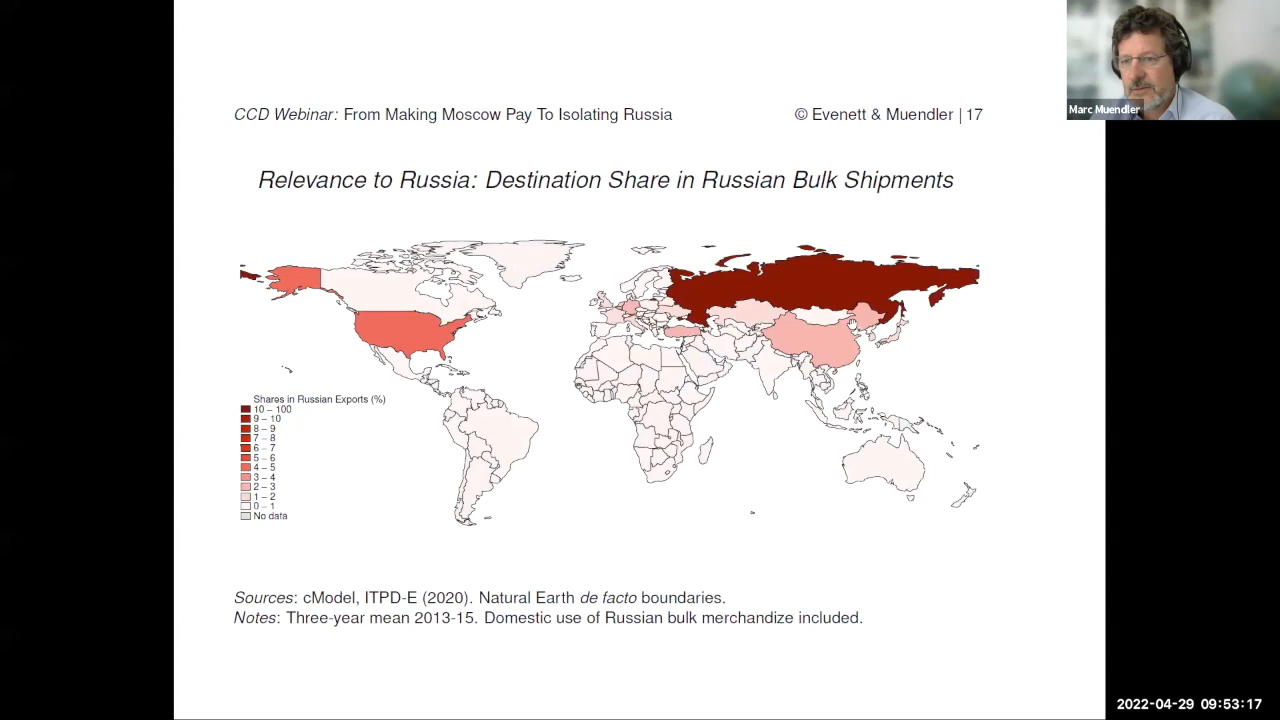 CCD Webinar: From Making Moscow Pay To Isolating Russia
© Evenett & Muendler | 17
Marc Muendler
Relevance to Russia: Destination Share in Russian Bulk Shipments
Shares in Russian Exports (%)
10 – 100
9 – 10
8 – 9
7 – 8
6 – 7
5 – 6
4 – 5
3 – 4
2 – 3
1 – 2
0 – 1
No data
Sources: cModel, ITPD-E (2020). Natural Earth de facto boundaries.
Notes: Three-year mean 2013-15. Domestic use of Russian bulk merchandize included.
2022-04-29 09:53:17